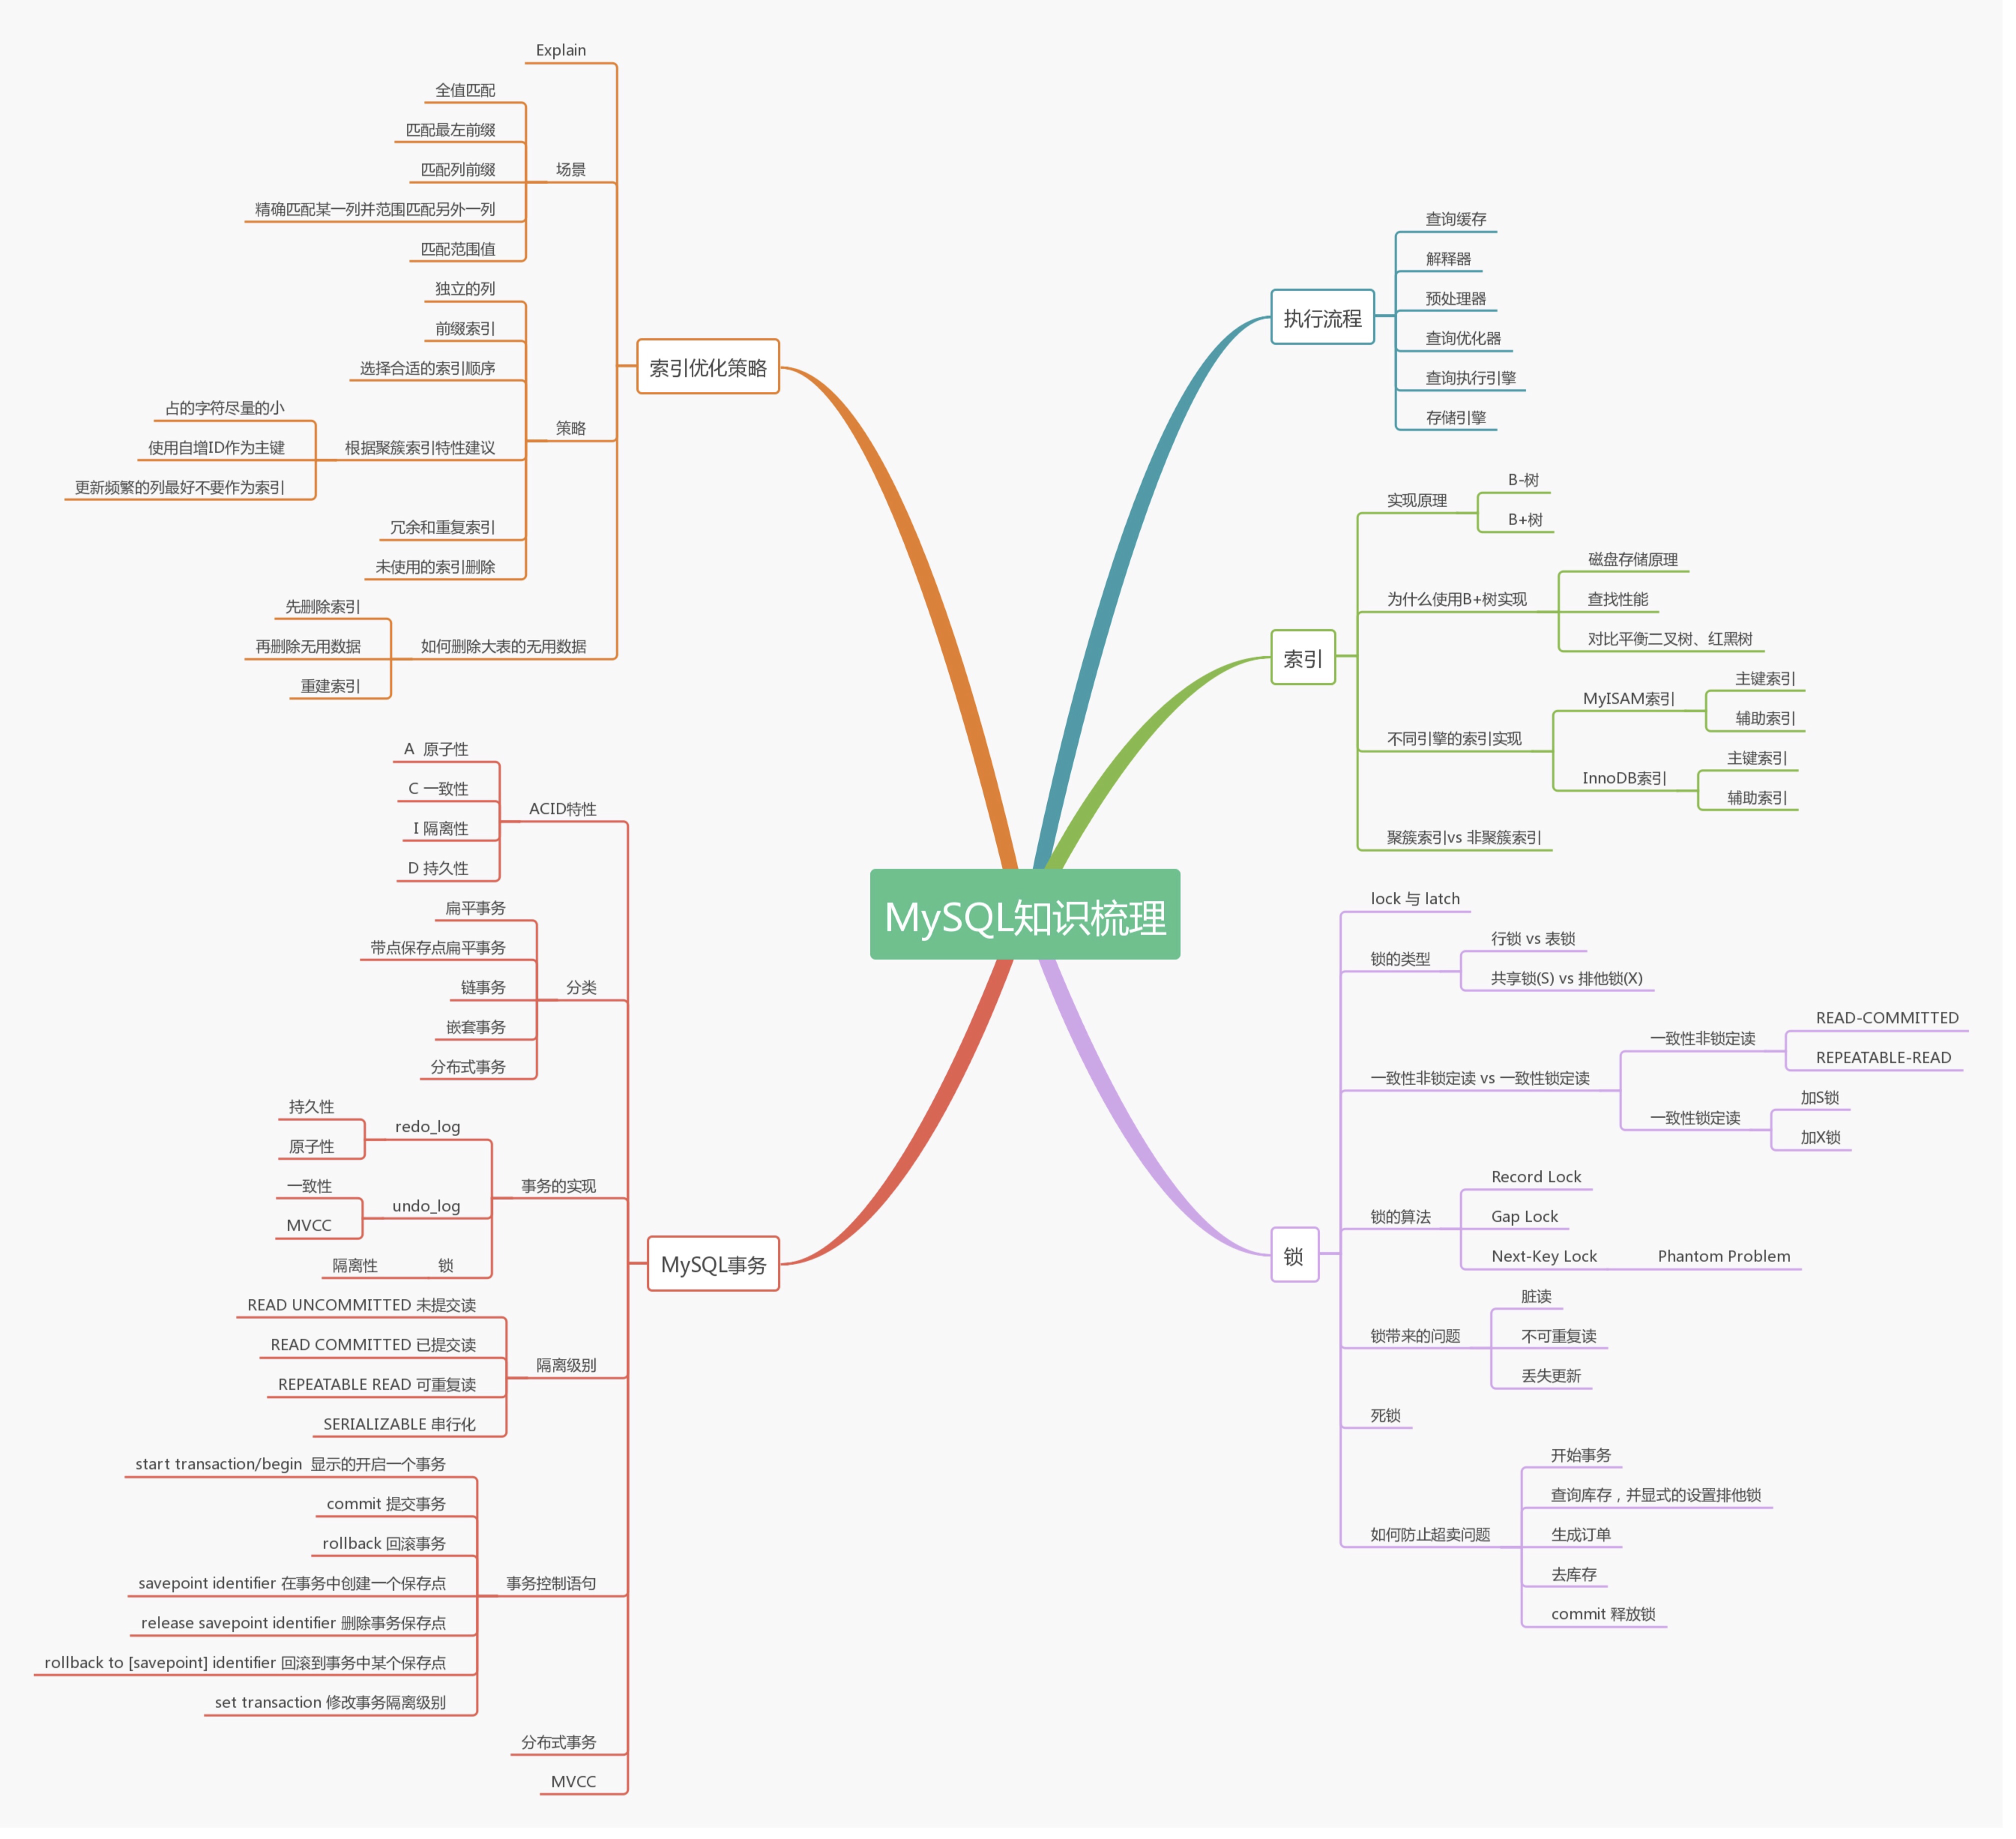 MySQL知识梳理
执行流程
查询缓存
解释器
预处理器
查询优化器
查询执行引擎
存储引擎
索引
实现原理
B-树
B+树
为什么使用B+树实现
磁盘存储原理
查找性能
对比平衡二叉树、红黑树
不同引擎的索引实现
MyISAM索引
主键索引
辅助索引
InnoDB索引
主键索引
辅助索引
聚簇索引vs 非聚簇索引
锁
lock 与 latch
锁的类型
行锁 vs 表锁
共享锁(S) vs 排他锁(X)
一致性非锁定读 vs 一致性锁定读
一致性非锁定读
READ-COMMITTED
REPEATABLE-READ
一致性锁定读
加S锁
加X锁
锁的算法
Record Lock
Gap Lock
Next-Key Lock
Phantom Problem
锁带来的问题
脏读
不可重复读
丢失更新
死锁
如何防止超卖问题
开始事务
查询库存，并显式的设置排他锁
生成订单
去库存
commit 释放锁
索引优化策略
Explain
场景
全值匹配
匹配最左前缀
匹配列前缀
精确匹配某一列并范围匹配另外一列
匹配范围值
策略
独立的列
前缀索引
选择合适的索引顺序
根据聚簇索引特性建议
占的字符尽量的小
使用自增ID作为主键
更新频繁的列最好不要作为索引
冗余和重复索引
未使用的索引删除
如何删除大表的无用数据
先删除索引
再删除无用数据
重建索引
MySQL事务
ACID特性
A  原子性
C 一致性
I 隔离性
D 持久性
分类
扁平事务
带点保存点扁平事务
链事务
嵌套事务
分布式事务
事务的实现
redo_log
持久性
原子性
undo_log
一致性
MVCC
锁
隔离性
隔离级别
READ UNCOMMITTED 未提交读
READ COMMITTED 已提交读
REPEATABLE READ 可重复读
SERIALIZABLE 串行化
事务控制语句
start transaction/begin  显示的开启一个事务
commit 提交事务
rollback 回滚事务
savepoint identifier 在事务中创建一个保存点
release savepoint identifier 删除事务保存点
rollback to [savepoint] identifier 回滚到事务中某个保存点
set transaction 修改事务隔离级别
分布式事务
MVCC